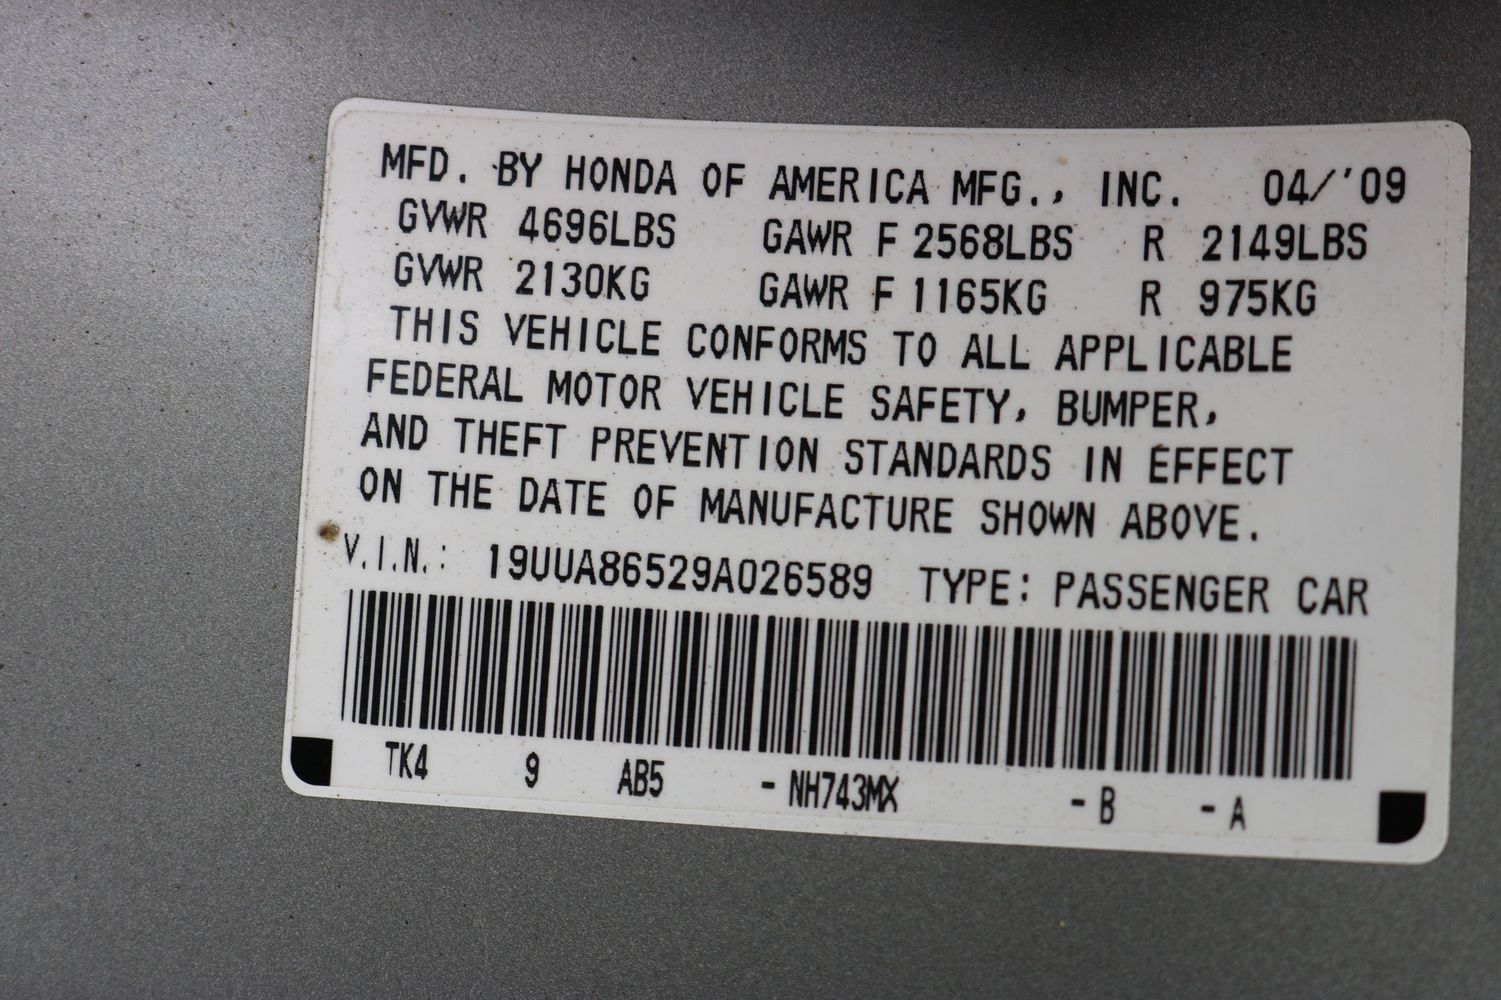 MFD. BY HONDA OF AMERICA MFG., INC. 04/'09
GVWR 4696LBS GAWR F 2568LBS R 2149LBS
GVWR 2130KG GAWR F 1165KG R 975KG
THIS VEHICLE CONFORMS TO ALL APPLICABLE
FEDERAL MOTOR VEHICLE SAFETY, BUMPER,
AND THEFT PREVENTION STANDARDS IN EFFECT
ON THE DATE OF MANUFACTURE SHOWN ABOVE.
V.I.N.: 19UUA86529A026589 TYPE: PASSENGER CAR
TK4 9 AB5 -NH743MX -B -A